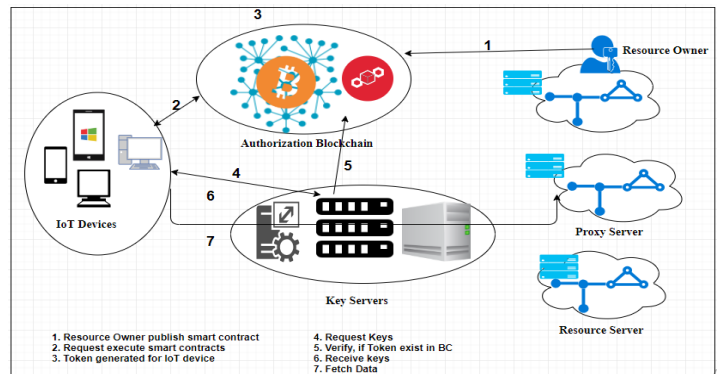 3
1
Resource Owner
2
Authorization Blockchain
5
4
IoT Devices
6
7
Proxy Server
Key Servers
Resource Server
1. Resource Owner publish smart contract
2. Request execute smart contracts
3. Token generated for IoT device
4. Request Keys
5. Verify, if Token exist in BC
6. Receive keys
7. Fetch Data